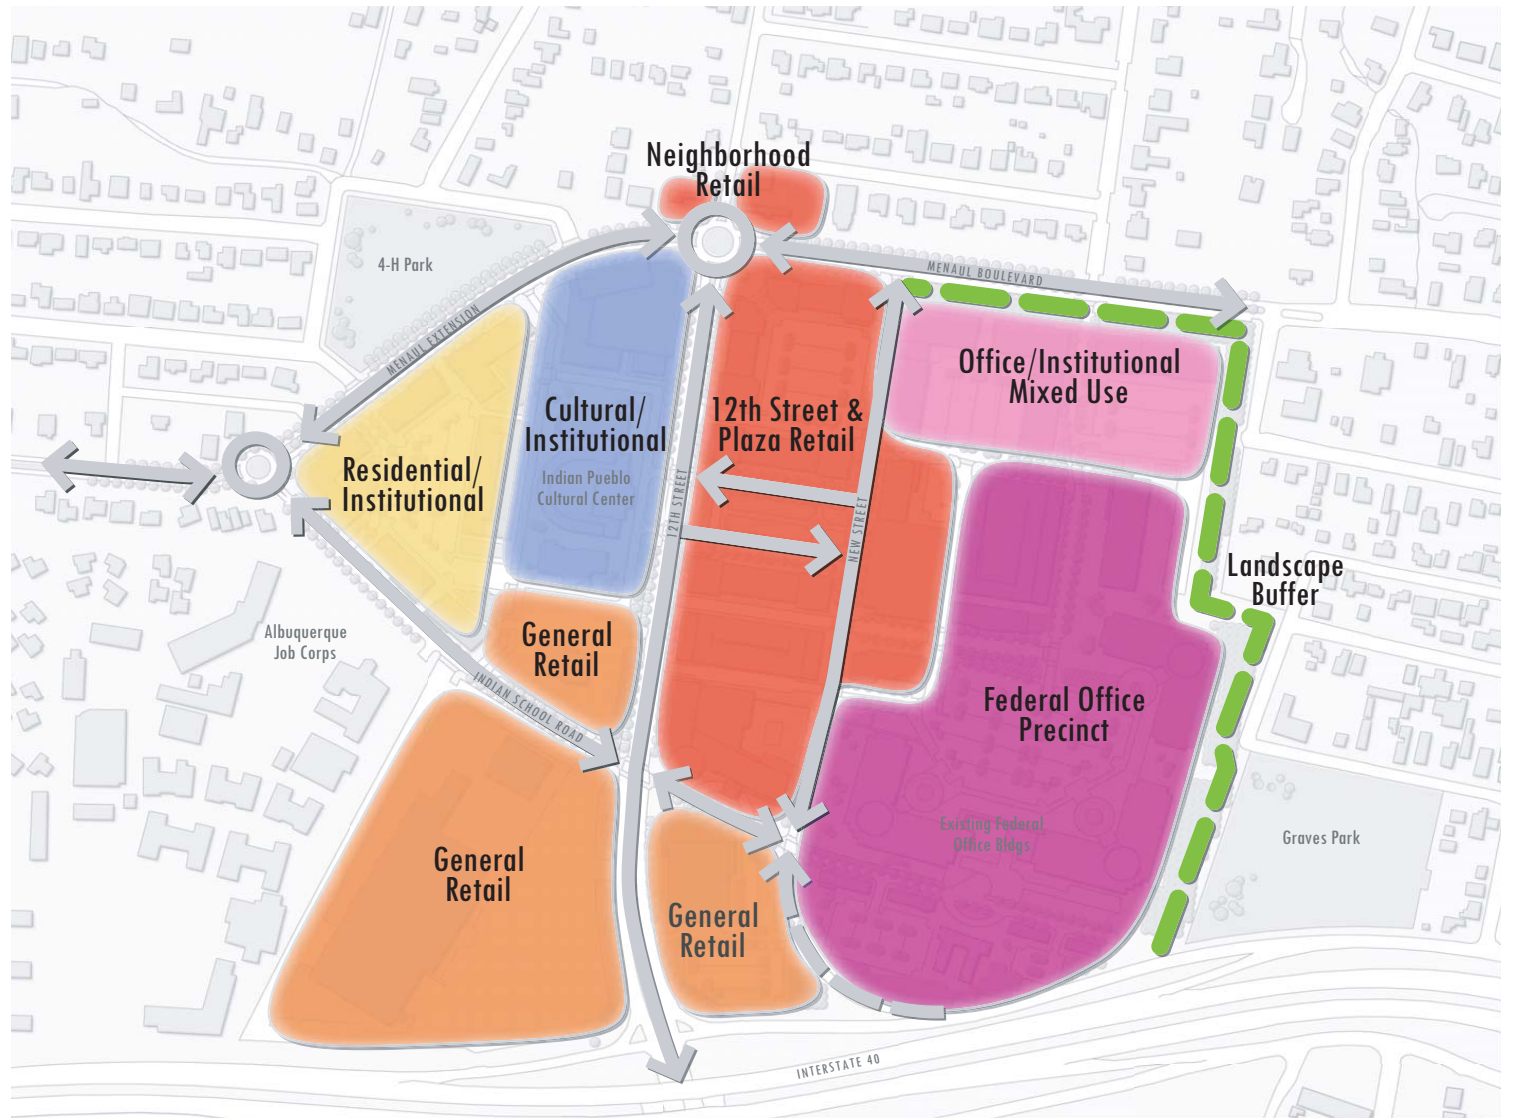 Neighborhood
Retail
4-H Park
MENAUL BOULEVARD
MENAUL EXTENSION
Office/Institutional
Mixed Use
Cultural/
Institutional
12th Street &
Plaza Retail
Residential/
Institutional
Indian Pueblo
Cultural Center
12TH STREET
NEW STREET
Landscape
Buffer
Albuquerque
Job Corps
General
Retail
INDIAN SCHOOL ROAD
Federal Office
Precinct
Existing Federal
Office Bldgs
Graves Park
General
Retail
General
Retail
INTERSTATE 40